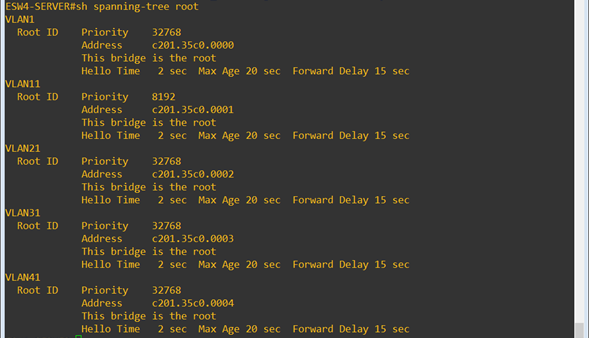 ESW4-SERVER#sh spanning-tree root
VLAN1
  Root ID    Priority    32768
             Address     c201.35c0.0000
             This bridge is the root
             Hello Time   2 sec  Max Age 20 sec  Forward Delay 15 sec
VLAN11
  Root ID    Priority    8192
             Address     c201.35c0.0001
             This bridge is the root
             Hello Time   2 sec  Max Age 20 sec  Forward Delay 15 sec
VLAN21
  Root ID    Priority    32768
             Address     c201.35c0.0002
             This bridge is the root
             Hello Time   2 sec  Max Age 20 sec  Forward Delay 15 sec
VLAN31
  Root ID    Priority    32768
             Address     c201.35c0.0003
             This bridge is the root
             Hello Time   2 sec  Max Age 20 sec  Forward Delay 15 sec
VLAN41
  Root ID    Priority    32768
             Address     c201.35c0.0004
             This bridge is the root
             Hello Time   2 sec  Max Age 20 sec  Forward Delay 15 sec